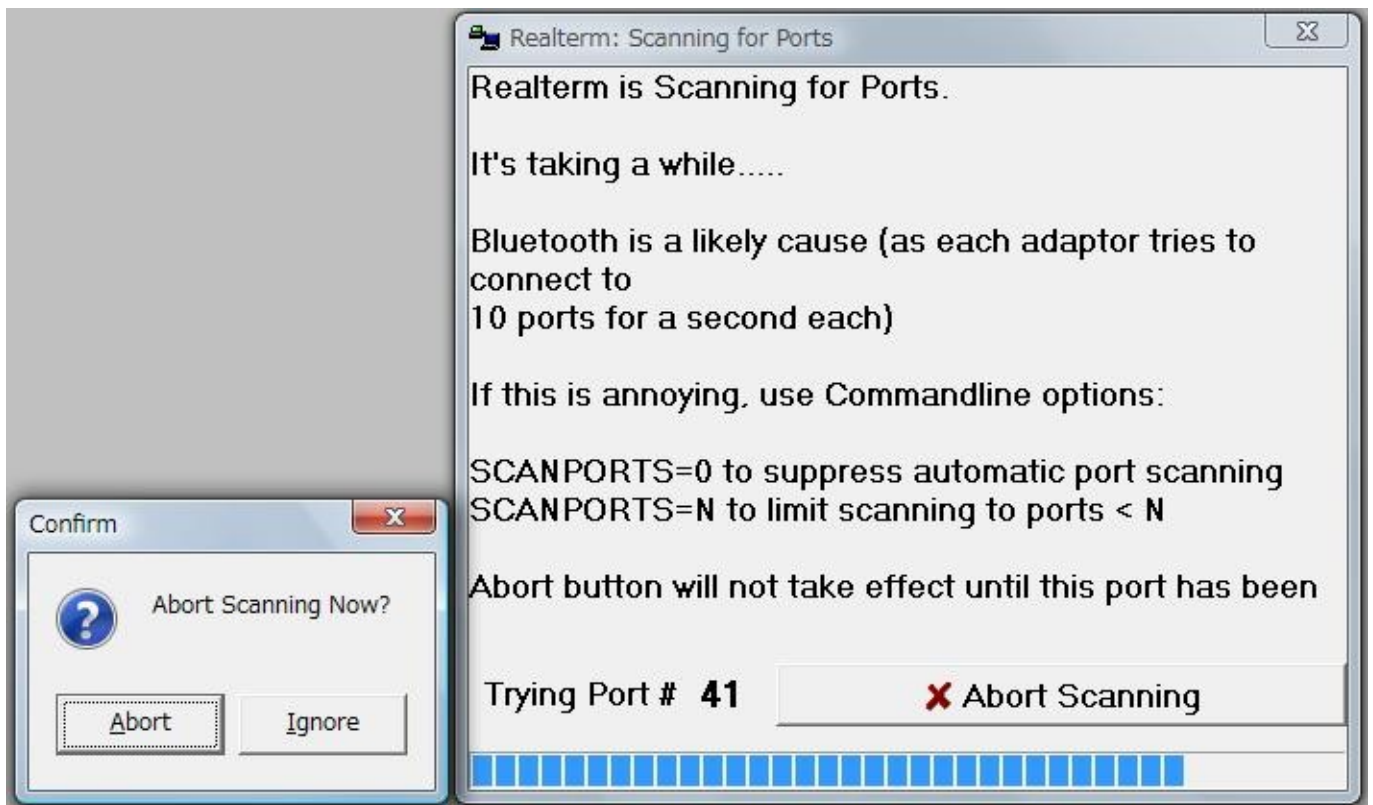 Realterm: Scanning for Ports
Realterm is Scanning for Ports.
It's taking a while.....
Bluetooth is a likely cause (as each adaptor tries to
connect to
10 ports for a second each)
If this is annoying, use Commandline options:
SCANPORTS=0 to suppress automatic port scanning
SCANPORTS=N to limit scanning to ports < N
Abort button will not take effect until this port has been
Trying Port # 41
Abort Scanning
Confirm
Abort Scanning Now?
Abort
Ignore